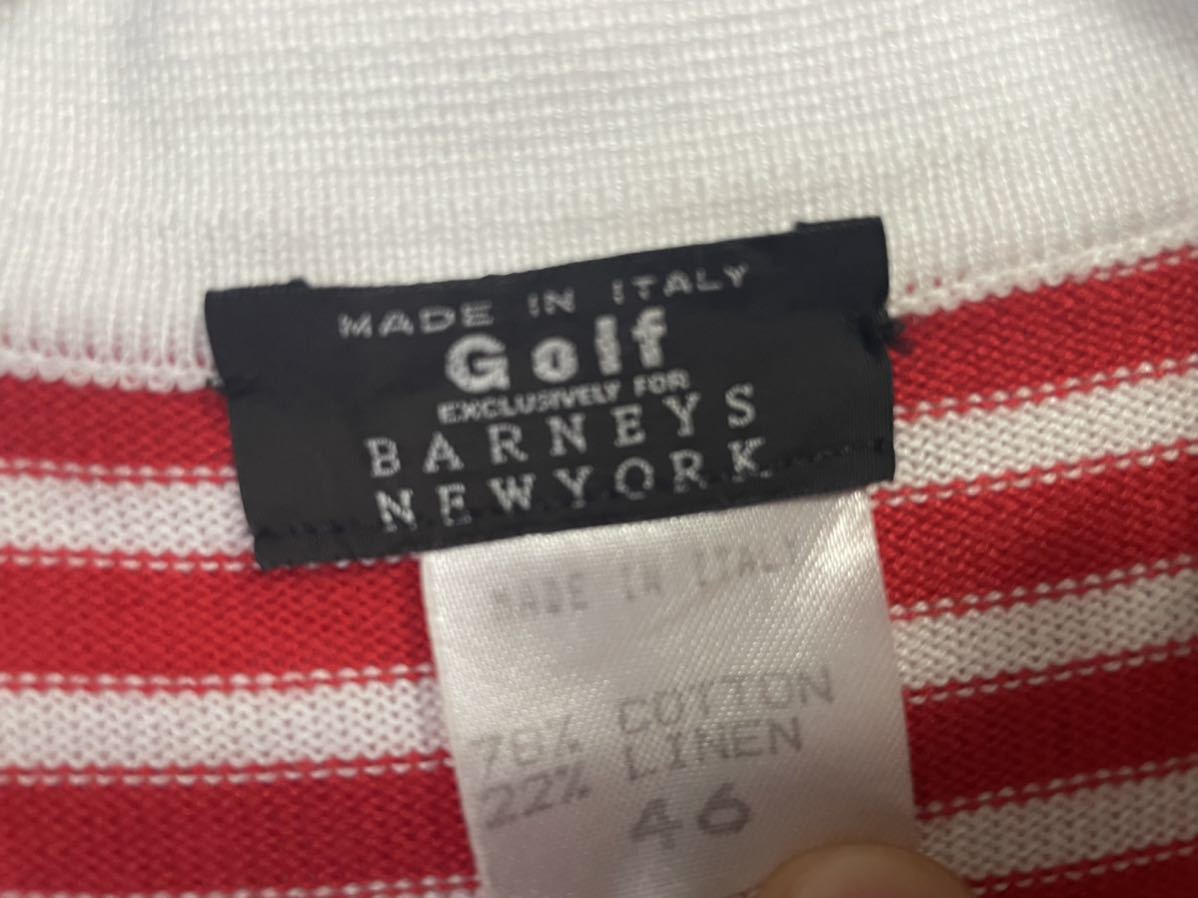 MADE IN ITALY
Golf
EXCLUSIVELY FOR
BARNEYS
NEWYORK
MADE IN ITALY
78% COTTON
22% LINEN
46